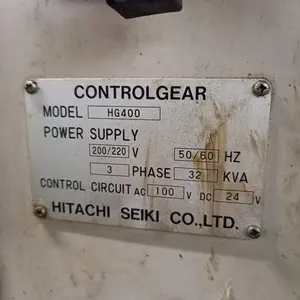 CONTROLGEAR
MODEL HG400
POWER SUPPLY
200/220 V 50/60 HZ
3 PHASE 32 KVA
CONTROL CIRCUIT AC 100 V DC 24 V
HITACHI SEIKI CO.,LTD.